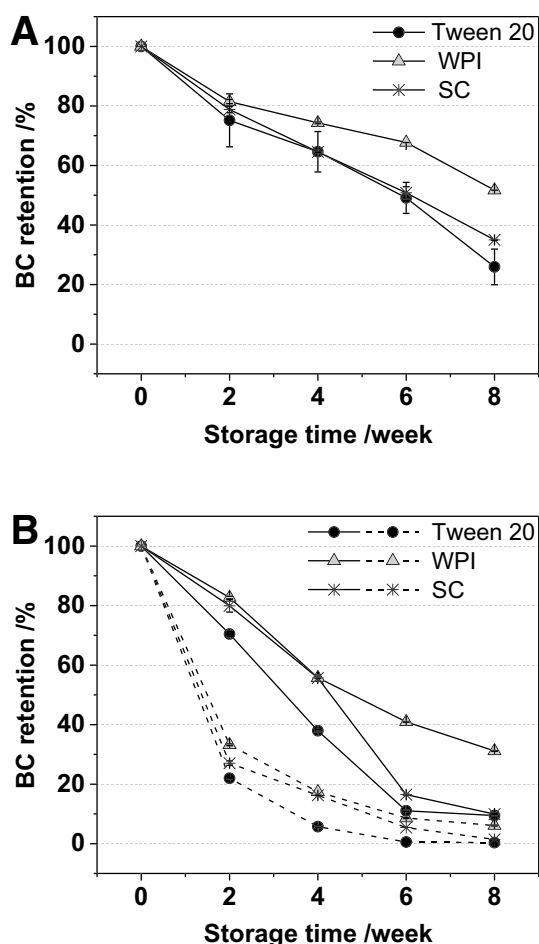 A
Tween 20
WPI
SC
BC retention /%
100
80
60
40
20
0
0 2 4 6 8
Storage time /week
B
Tween 20
WPI
SC
BC retention /%
100
80
60
40
20
0
0 2 4 6 8
Storage time /week